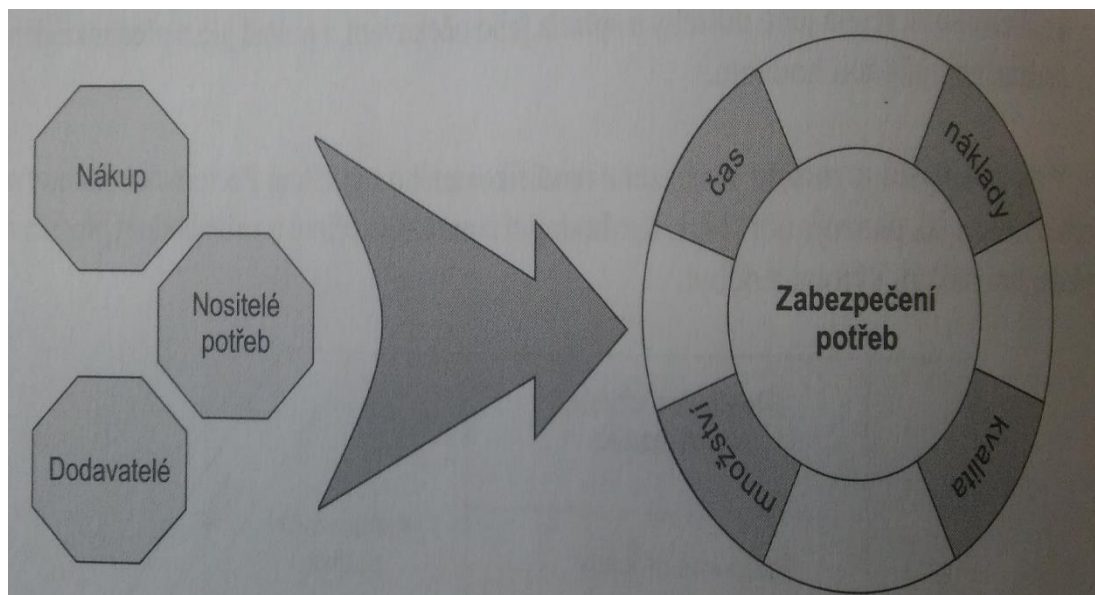 Nákup
Nositelé
potřeb
Dodavatelé
čas
náklady
Zabezpečení
potřeb
množství
kvalita